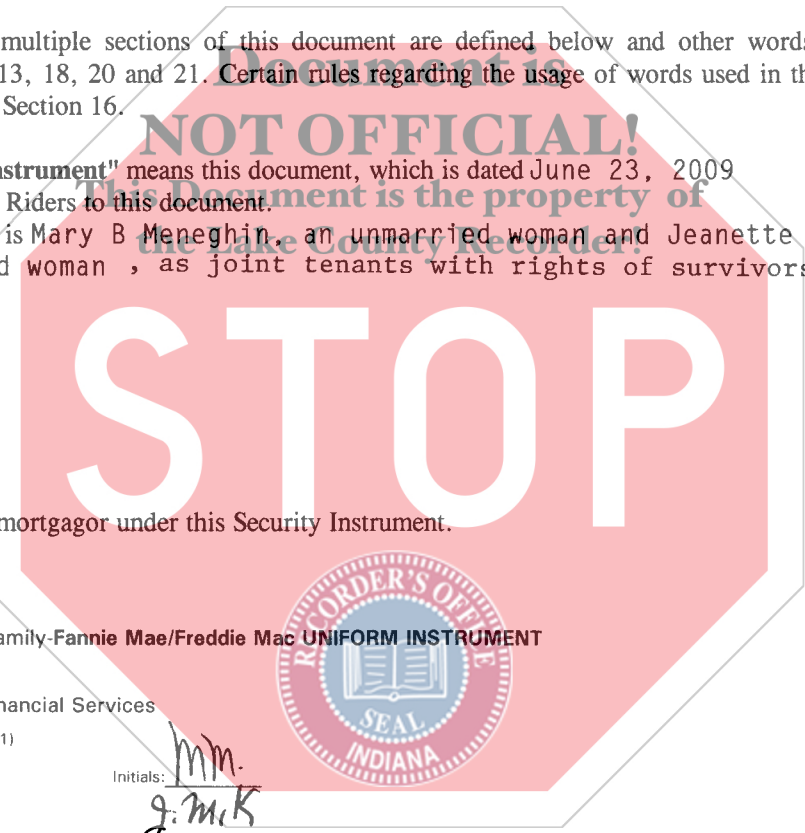 multiple sections of this document are defined below and other words
13, 18, 20 and 21. Certain rules regarding the usage of words used in th
Section 16.
Document is
NOT OFFICIAL!
This Document is the property of
the Lake County Recorder!
strument" means this document, which is dated June 23, 2009
Riders to this document.
is Mary B Meneghin, an unmarried woman and Jeanette
d woman , as joint tenants with rights of survivors
STOP
mortgagor under this Security Instrument.
amily-Fannie Mae/Freddie Mac UNIFORM INSTRUMENT
nancial Services
1)
RECORDER'S OFFICE
SEAL
INDIANA
Initials: MM.
J.McK